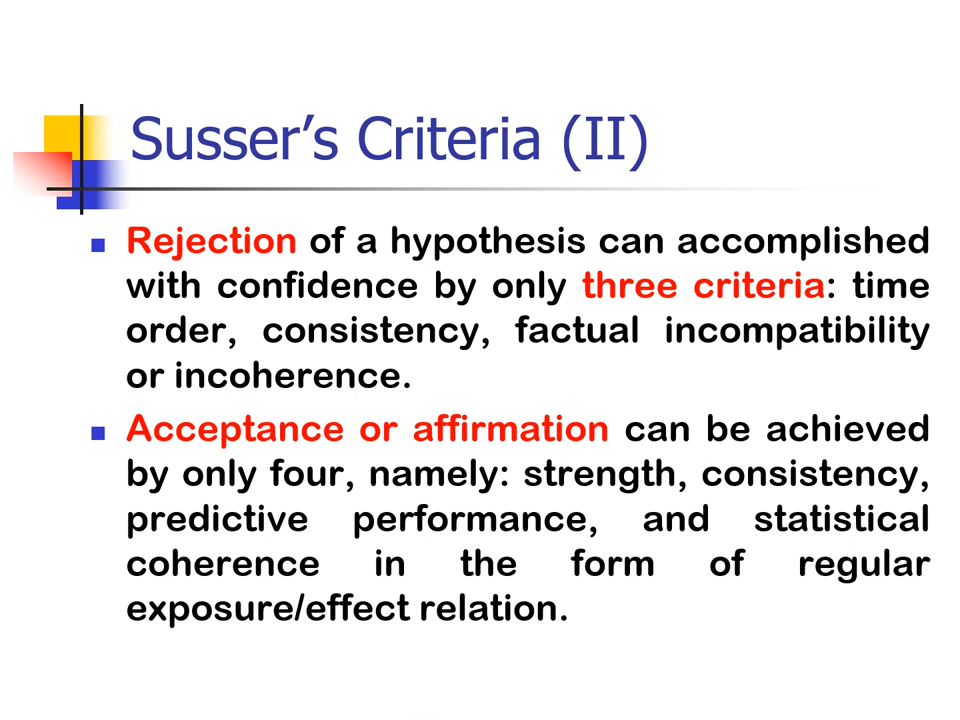 Susser’s Criteria (II)
Rejection of a hypothesis can accomplished
with confidence by only three criteria: time
order, consistency, factual incompatibility
or incoherence.
Acceptance or affirmation can be achieved
by only four, namely: strength, consistency,
predictive performance, and statistical
coherence in the form of regular
exposure/effect relation.